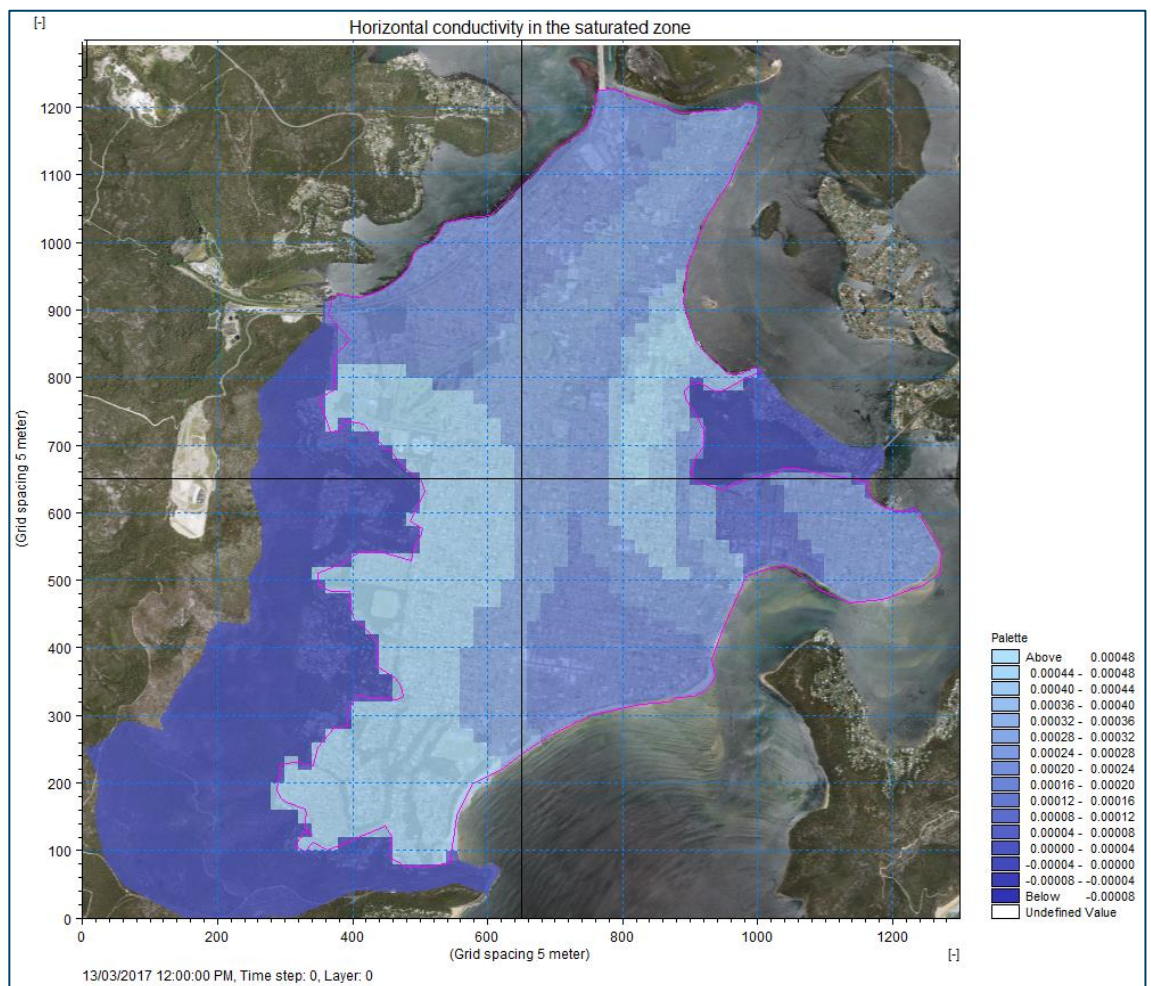 [-]
Horizontal conductivity in the saturated zone
1200
1100
1000
900
800
700
600
500
400
300
200
100
0
(Grid spacing 5 meter)
0 200 400 600 800 1000 1200
(Grid spacing 5 meter) [-]
13/03/2017 12:00:00 PM, Time step: 0, Layer: 0
Palette
Above 0.00048
0.00044 - 0.00048
0.00040 - 0.00044
0.00036 - 0.00040
0.00032 - 0.00036
0.00028 - 0.00032
0.00024 - 0.00028
0.00020 - 0.00024
0.00016 - 0.00020
0.00012 - 0.00016
0.00008 - 0.00012
0.00004 - 0.00008
0.00000 - 0.00004
-0.00004 - 0.00000
-0.00008 - -0.00004
Below -0.00008
Undefined Value